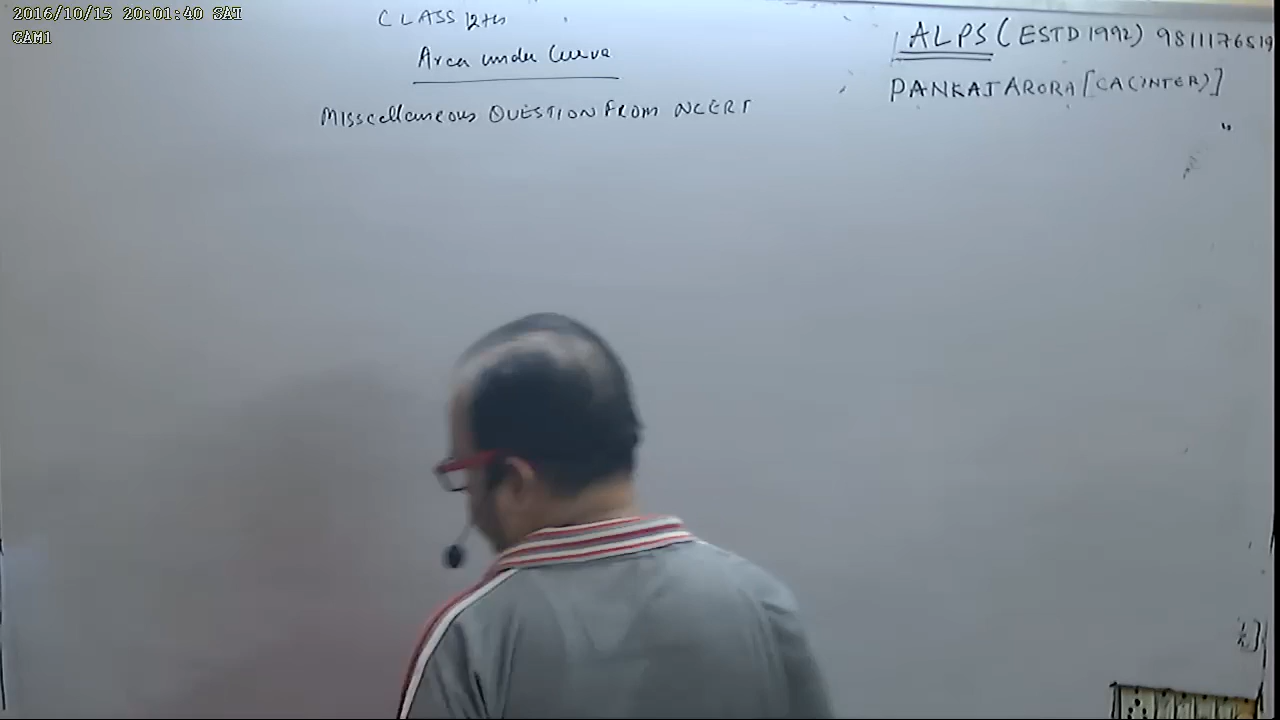 2016/10/15 20:01:40 SAT
CAM1
CLASS 12th
Area under Curve
MISScellaneous QUESTION FROM NCERT
ALPS (ESTD 1992) 9811176519
PANKAJ ARORA [CA (INTER)]